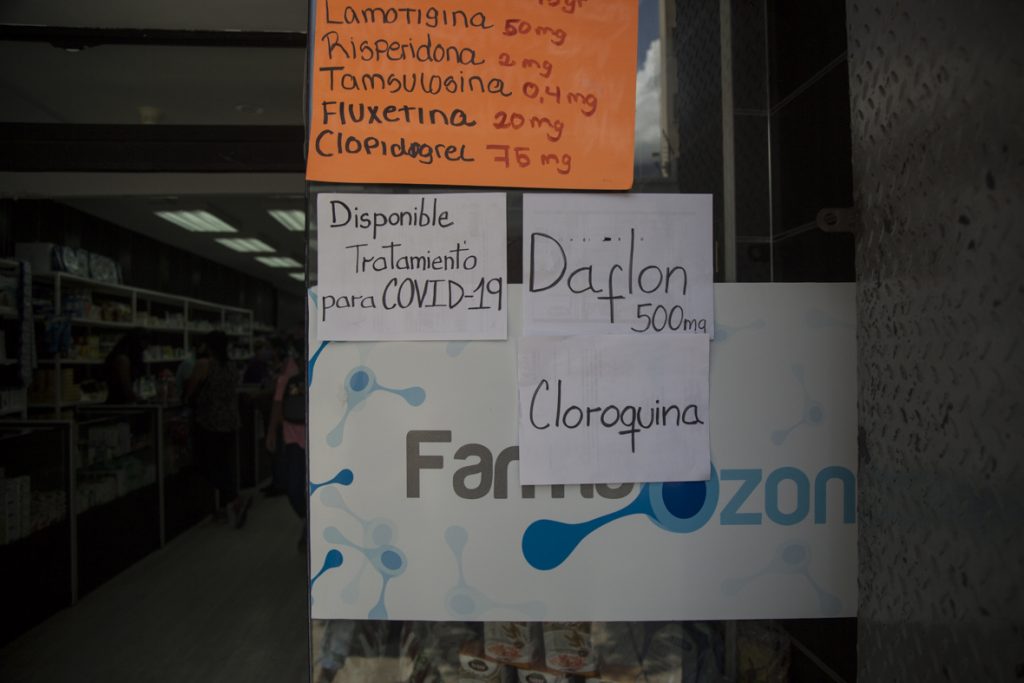 Lamotigina 50mg
Risperidona 2mg
Tamsulosina 0,4mg
Fluxetina 20mg
Clopidogrel 75mg
Disponible
Tratamiento
para COVID-19
Daflon
500mg
Cloroquina
Farm
Ozon